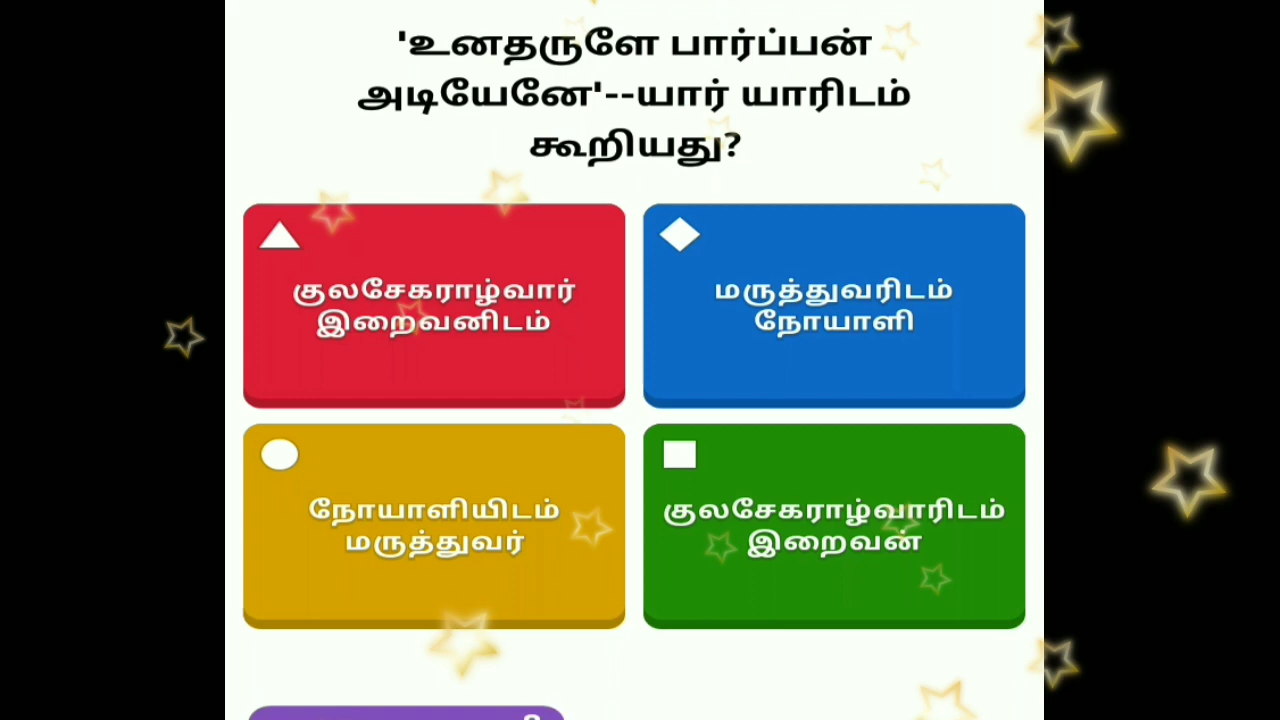 'உனதருளே பார்ப்பன்
அடியேனே'--யார் யாரிடம்
கூறியது?
குலசேகராழ்வார்
இறைவனிடம்
மருத்துவரிடம்
நோயாளி
நோயாளியிடம்
மருத்துவர்
குலசேகராழ்வாரிடம்
இறைவன்